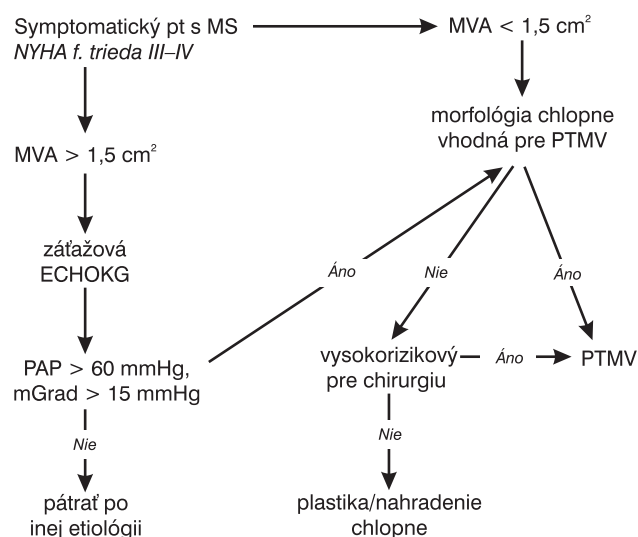 Symptomatický pt s MS
NYHA f. trieda III–IV
MVA < 1,5 cm²
morfológia chlopne
vhodná pre PTMV
MVA > 1,5 cm²
záťažová
ECHOKG
Áno
Nie
Áno
PAP > 60 mmHg,
mGrad > 15 mmHg
vysokorizikový
pre chirurgiu
Áno
PTMV
Nie
Nie
pátrať po
inej etiológii
plastika/nahradenie
chlopne